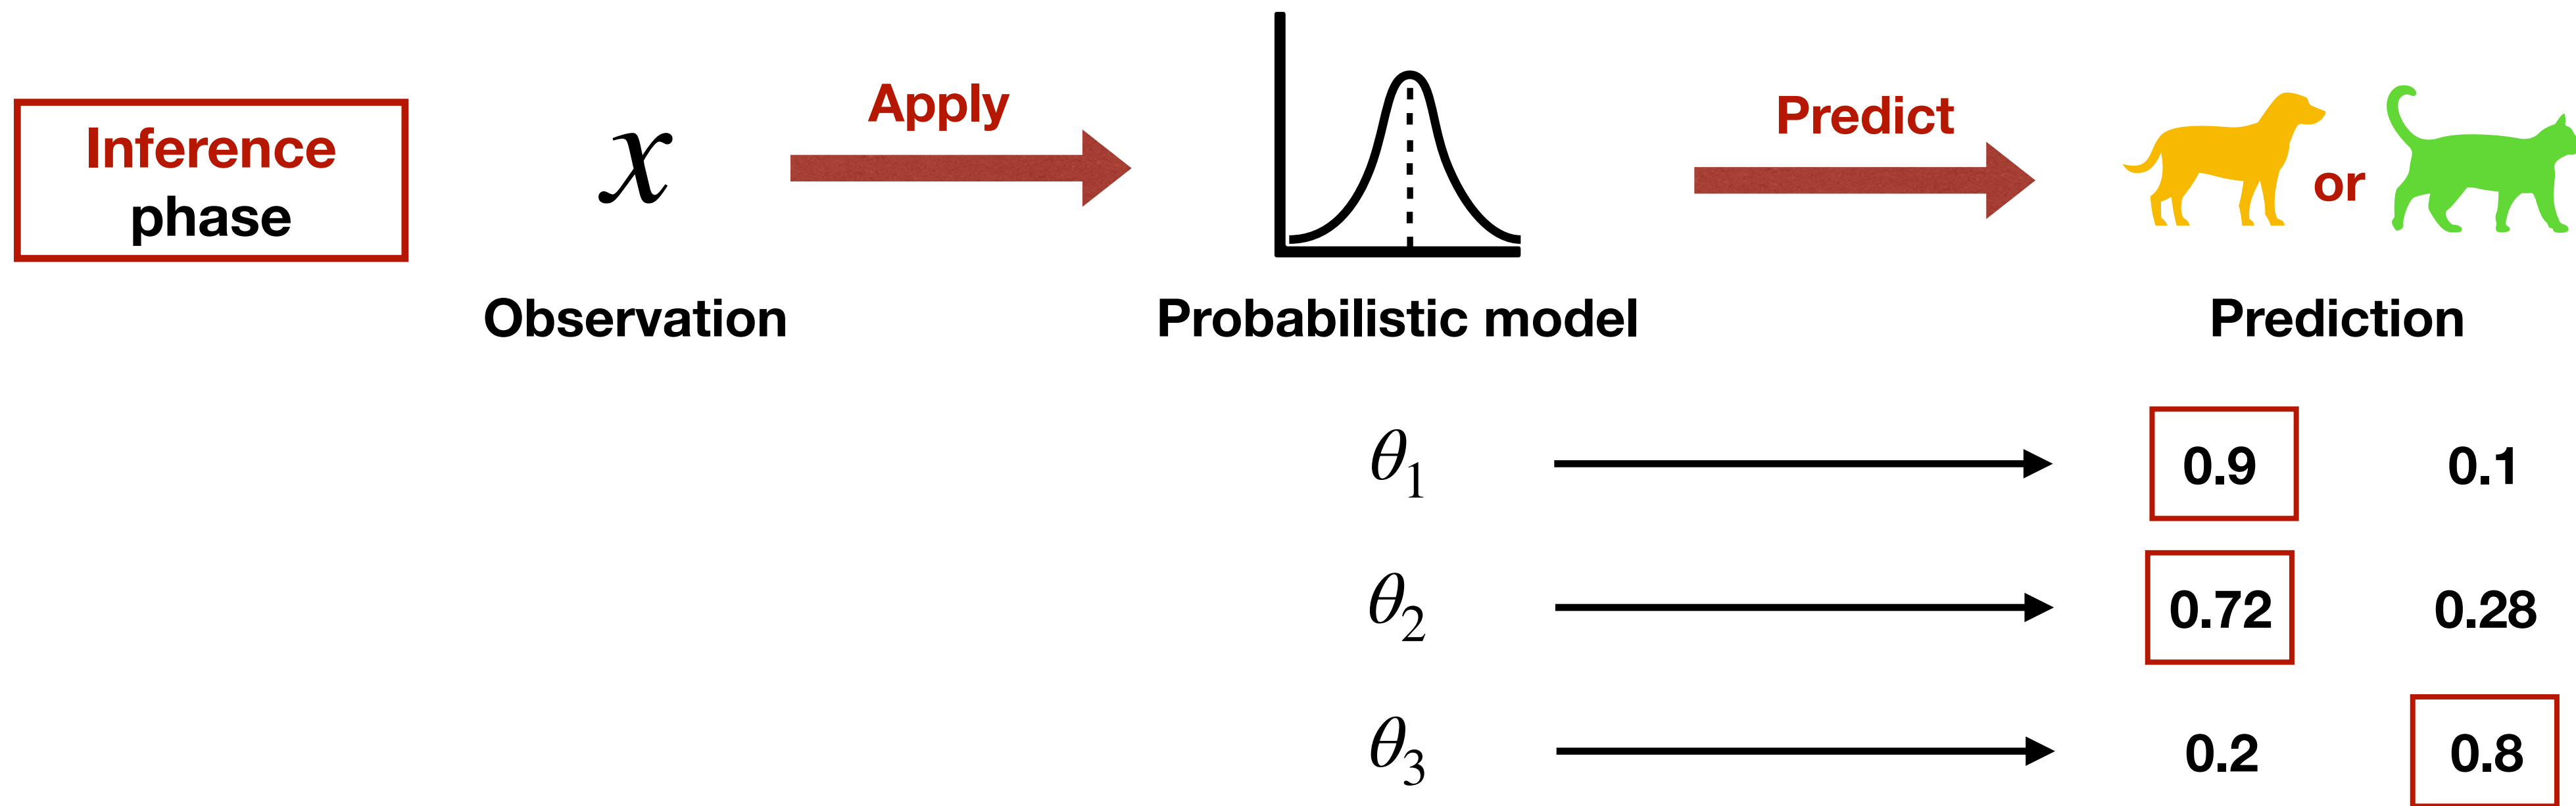 Inference
phase
x
Apply
Predict
or
Observation
Probabilistic model
Prediction
θ₁ 0.9 0.1
θ₂ 0.72 0.28
θ₃ 0.2 0.8